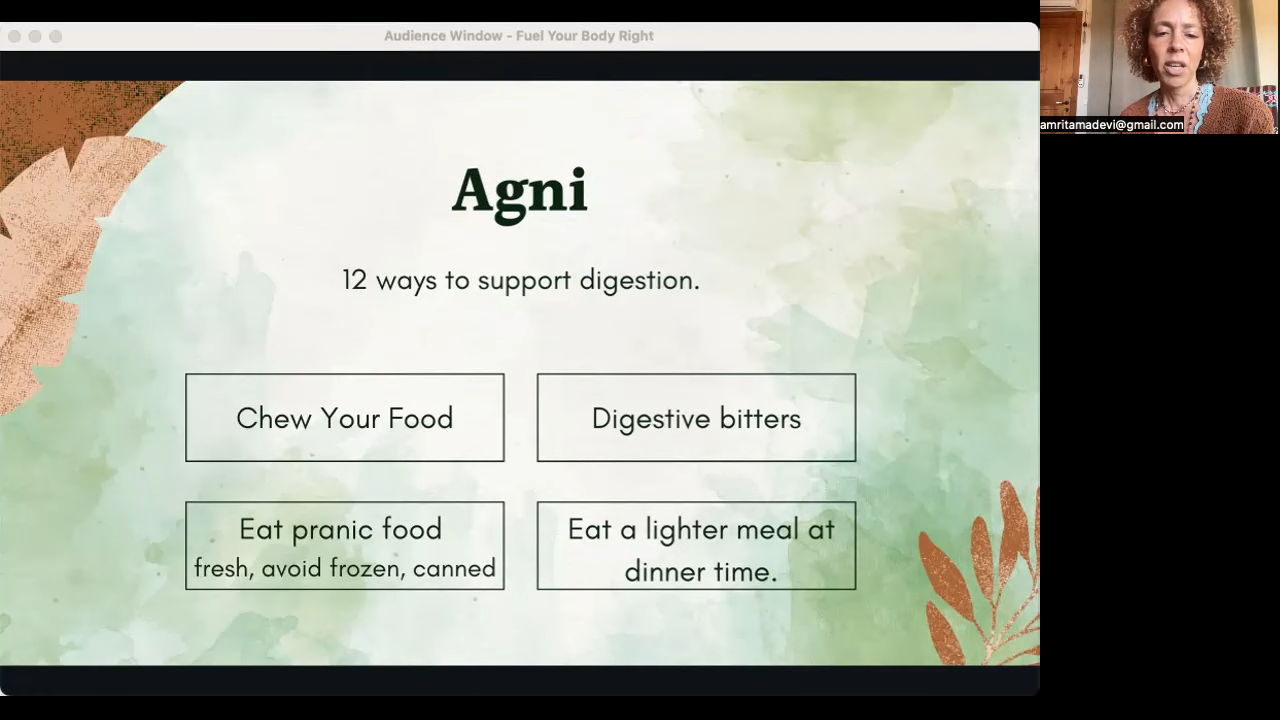 Audience Window - Fuel Your Body Right
amritamadevi@gmail.com
Agni
12 ways to support digestion.
Chew Your Food
Digestive bitters
Eat pranic food
fresh, avoid frozen, canned
Eat a lighter meal at
dinner time.